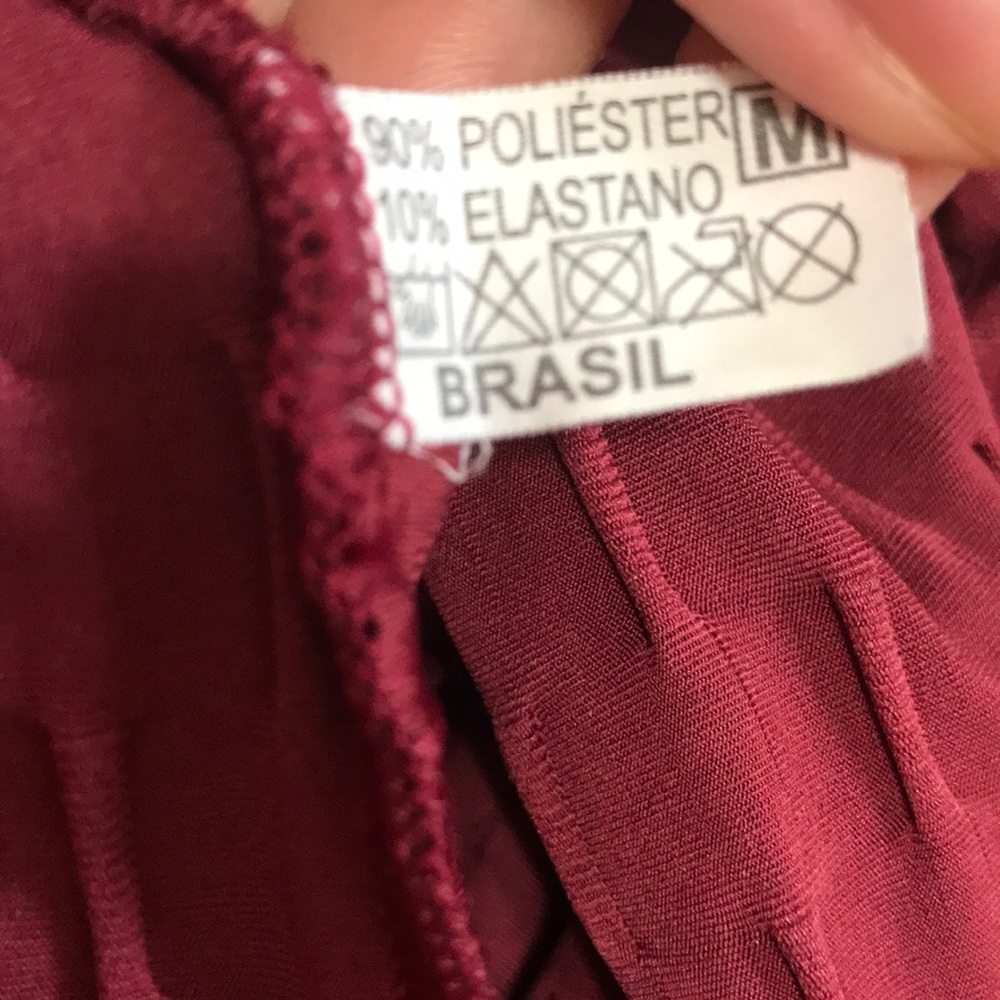 90% POLIÉSTER M
10% ELASTANO
BRASIL